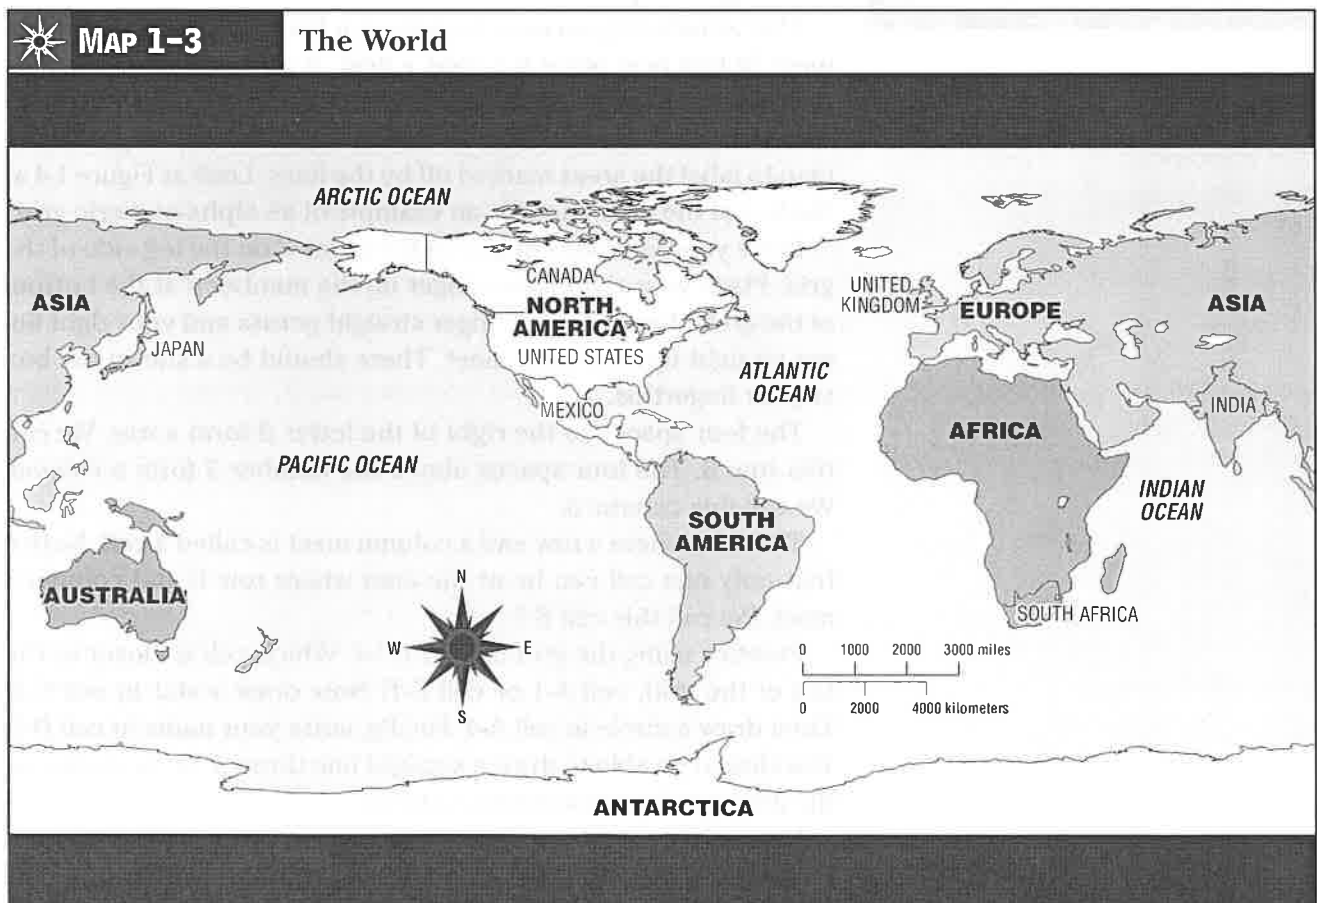 MAP 1-3
The World
ARCTIC OCEAN
CANADA
NORTH
AMERICA
UNITED STATES
MEXICO
ASIA
JAPAN
PACIFIC OCEAN
ATLANTIC
OCEAN
UNITED
KINGDOM
EUROPE
ASIA
INDIA
AFRICA
INDIAN
OCEAN
SOUTH
AMERICA
AUSTRALIA
SOUTH AFRICA
N
W
E
S
0 1000 2000 3000 miles
0 2000 4000 kilometers
ANTARCTICA